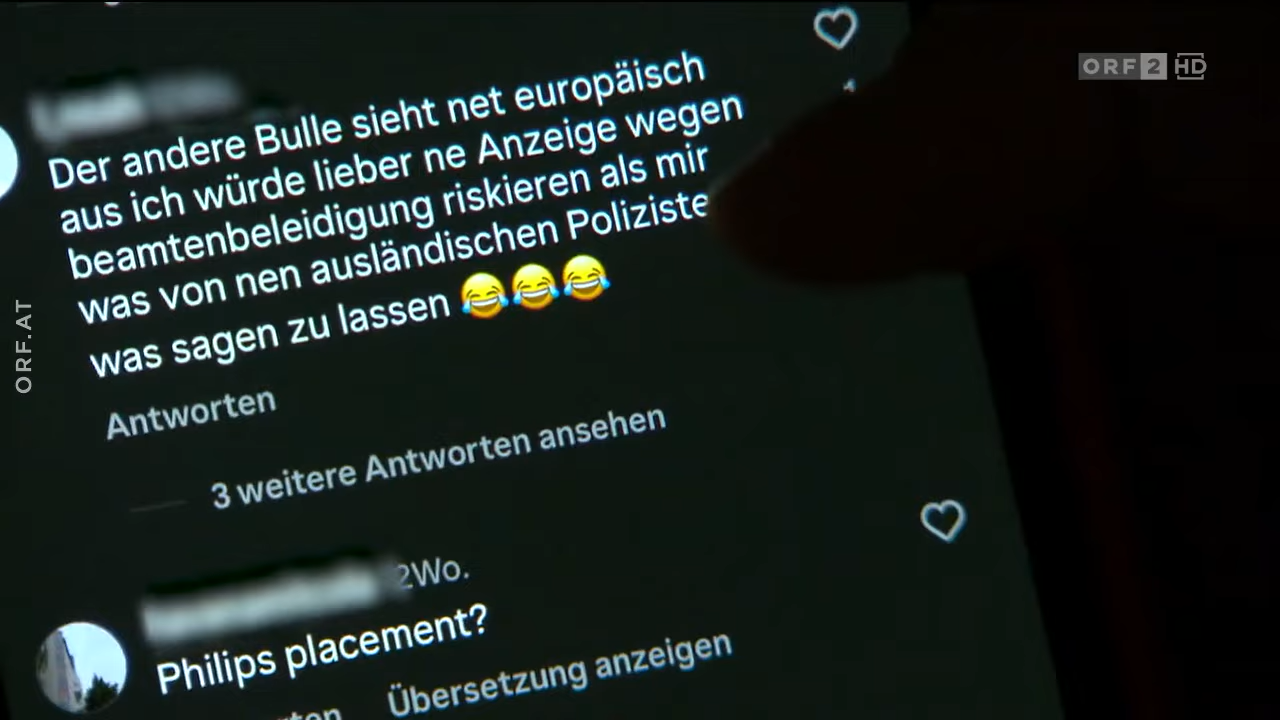 ORF 2 HD
Der andere Bulle sieht net europäisch
aus ich würde lieber ne Anzeige wegen
beamtenbeleidigung riskieren als mir
was von nen ausländischen Poliziste
was sagen zu lassen 😂😂😂
Antworten
3 weitere Antworten ansehen
2Wo.
Philips placement?
Übersetzung anzeigen
ORF.AT